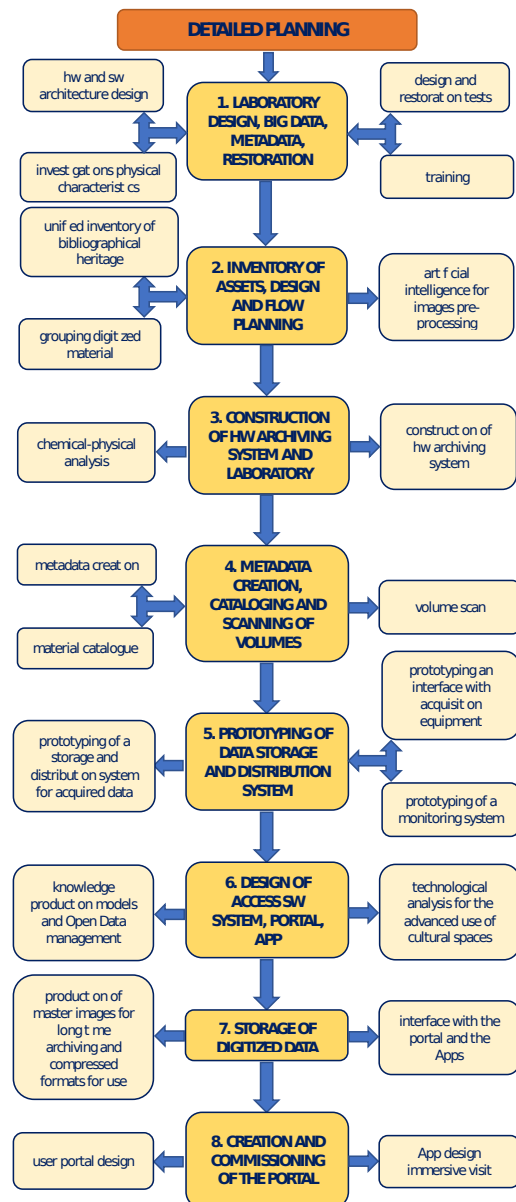 DETAILED PLANNING
hw and sw
architecture design
design and
restorat on tests
1. LABORATORY
DESIGN, BIG DATA,
METADATA,
RESTORATION
invest gat ons physical
characterist cs
training
unif ed inventory of
bibliographical
heritage
2. INVENTORY OF
ASSETS, DESIGN
AND FLOW
PLANNING
art f cial
intelligence for
images pre-
processing
grouping digit zed
material
3. CONSTRUCTION
OF HW ARCHIVING
SYSTEM AND
LABORATORY
chemical-physical
analysis
construct on of
hw archiving
system
metadata creat on
4. METADATA
CREATION,
CATALOGING AND
SCANNING OF
VOLUMES
volume scan
material catalogue
prototyping an
interface with
acquisit on
equipment
5. PROTOTYPING OF
DATA STORAGE
AND DISTRIBUTION
SYSTEM
prototyping of a
storage and
distribut on system
for acquired data
prototyping of a
monitoring system
6. DESIGN OF
ACCESS SW
SYSTEM, PORTAL,
APP
knowledge
product on models
and Open Data
management
technological
analysis for the
advanced use of
cultural spaces
product on of
master images for
long t me
archiving and
compressed
formats for use
7. STORAGE OF
DIGITIZED DATA
interface with the
portal and the
Apps
user portal design
8. CREATION AND
COMMISSIONING
OF THE PORTAL
App design
immersive visit